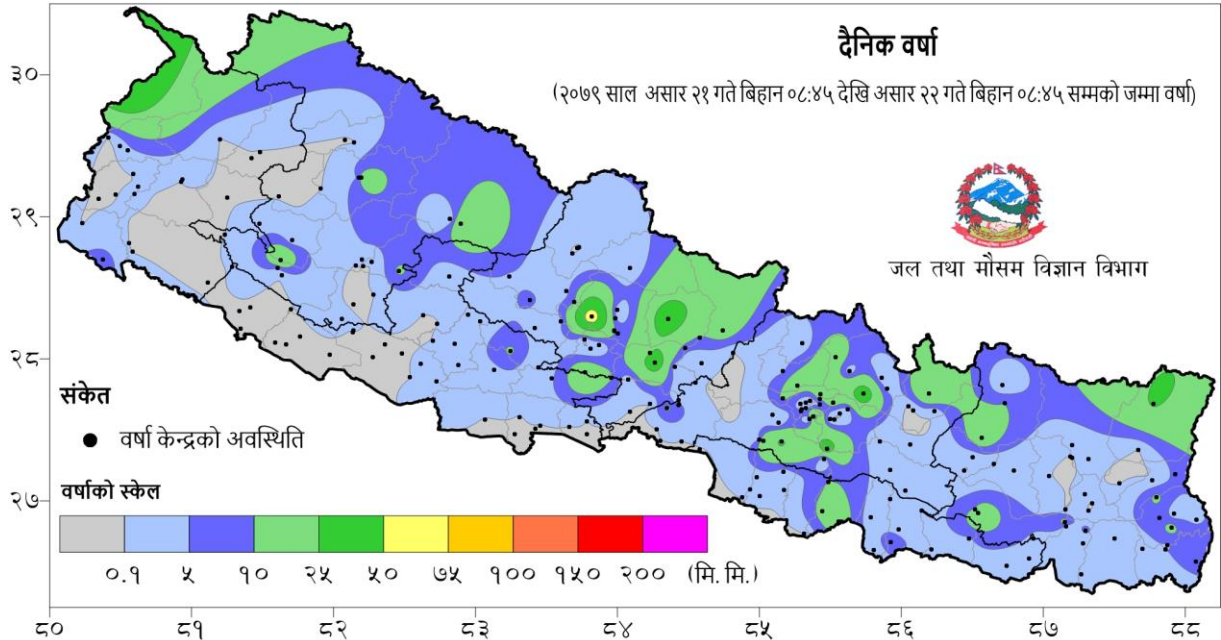 दैनिक वर्षा
(२०७९ साल असार २१ गते बिहान ०८:४५ देखि असार २२ गते बिहान ०८:४५ सम्मको जम्मा वर्षा)
जल तथा मौसम विज्ञान विभाग
३०
२९
२८
२७
संकेत
वर्षा केन्द्रको अवस्थिति
वर्षाको स्केल
०.१ ५ १० २५ ५० ७५ १०० १५० २०० (मि. मि.)
८० ८१ ८२ ८३ ८४ ८५ ८६ ८७ ८८